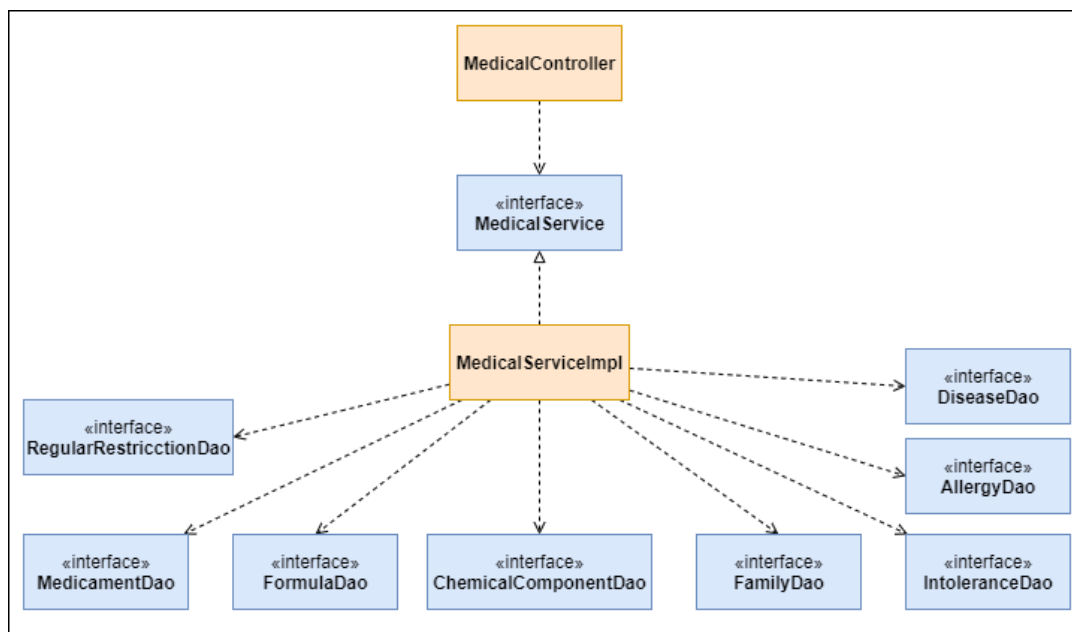 MedicalController
«interface»
MedicalService
MedicalServiceImpl
«interface»
DiseaseDao
«interface»
RegularRestricctionDao
«interface»
AllergyDao
«interface»
MedicamentDao
«interface»
FormulaDao
«interface»
ChemicalComponentDao
«interface»
FamilyDao
«interface»
IntoleranceDao